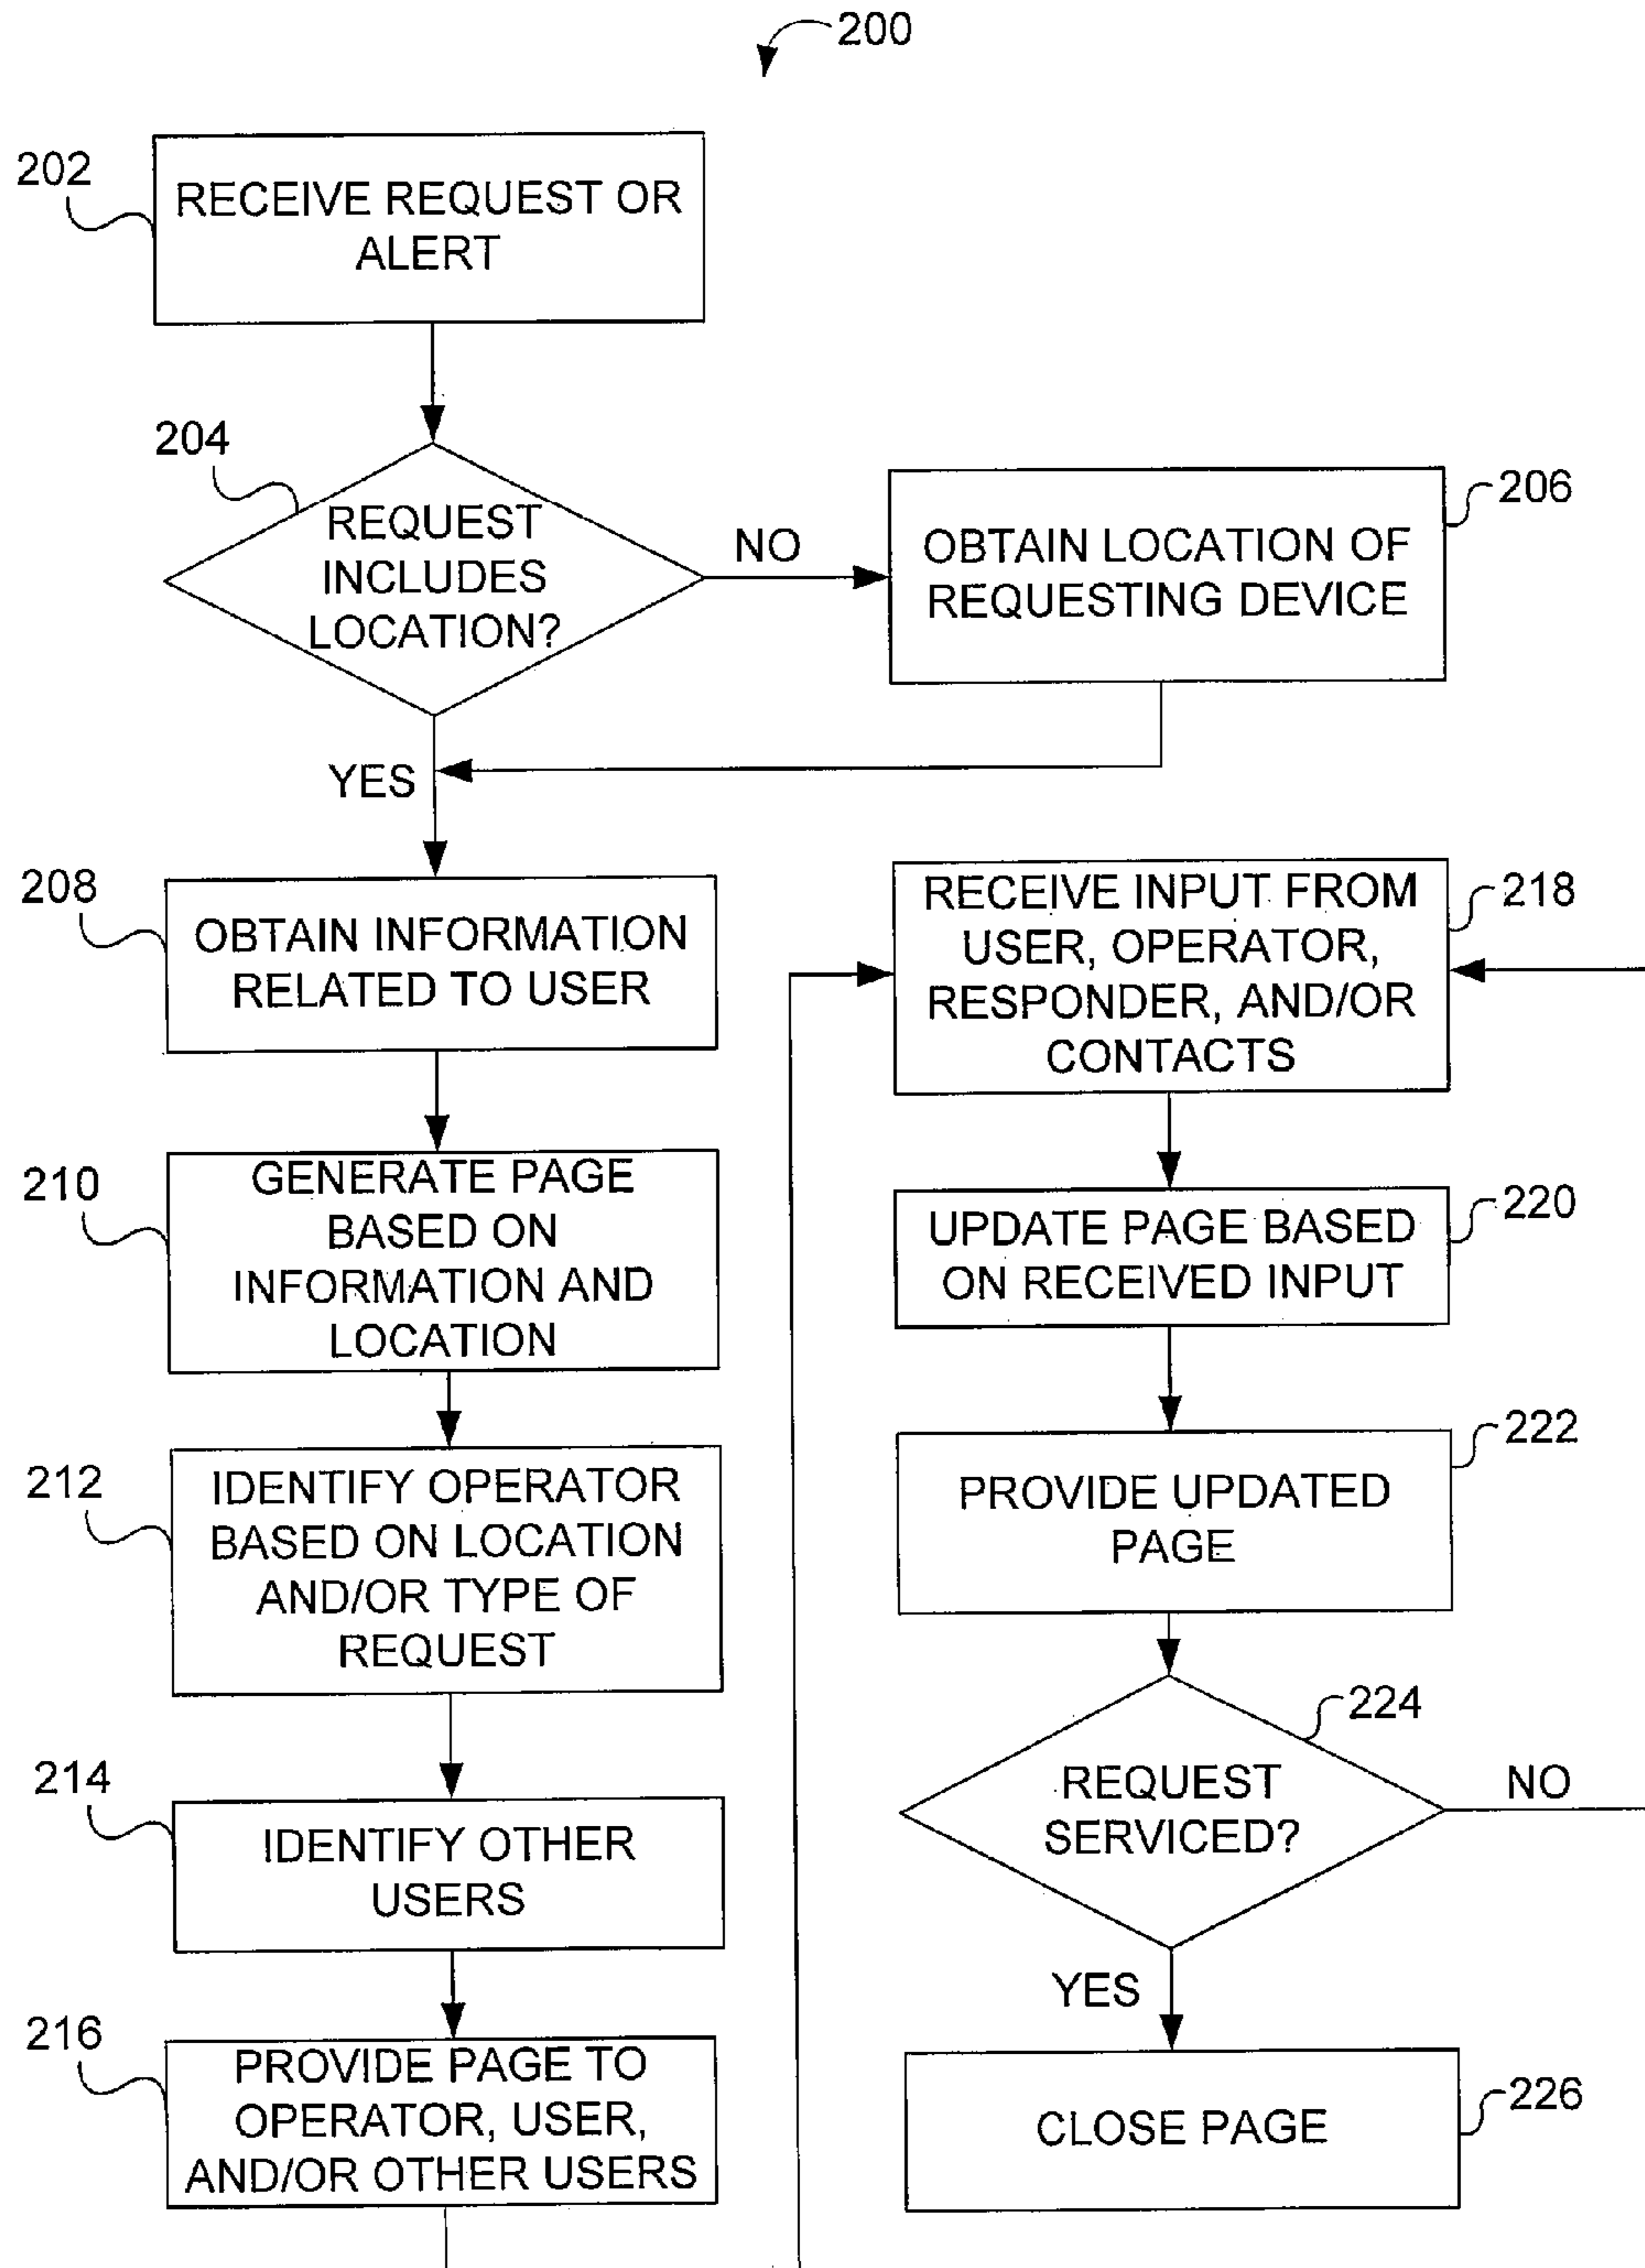 200
202
RECEIVE REQUEST OR
ALERT
204
REQUEST
INCLUDES
LOCATION?
NO
206
OBTAIN LOCATION OF
REQUESTING DEVICE
YES
208
OBTAIN INFORMATION
RELATED TO USER
210
GENERATE PAGE
BASED ON
INFORMATION AND
LOCATION
212
IDENTIFY OPERATOR
BASED ON LOCATION
AND/OR TYPE OF
REQUEST
214
IDENTIFY OTHER
USERS
216
PROVIDE PAGE TO
OPERATOR, USER,
AND/OR OTHER USERS
218
RECEIVE INPUT FROM
USER, OPERATOR,
RESPONDER, AND/OR
CONTACTS
220
UPDATE PAGE BASED
ON RECEIVED INPUT
222
PROVIDE UPDATED
PAGE
224
REQUEST
SERVICED?
NO
YES
226
CLOSE PAGE